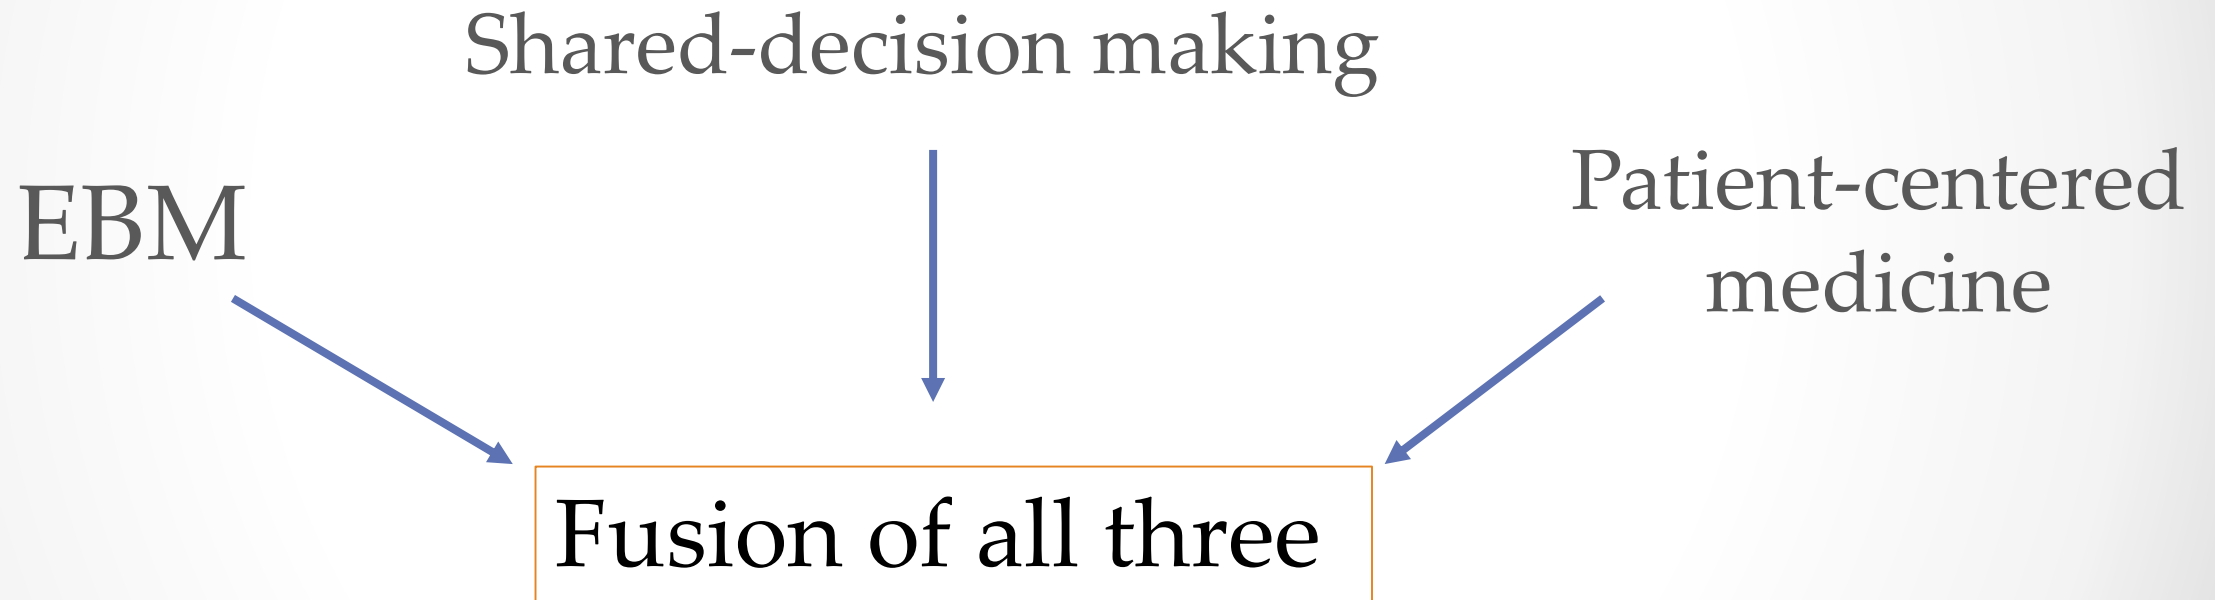 Shared-decision making
EBM
Patient-centered
medicine
Fusion of all three